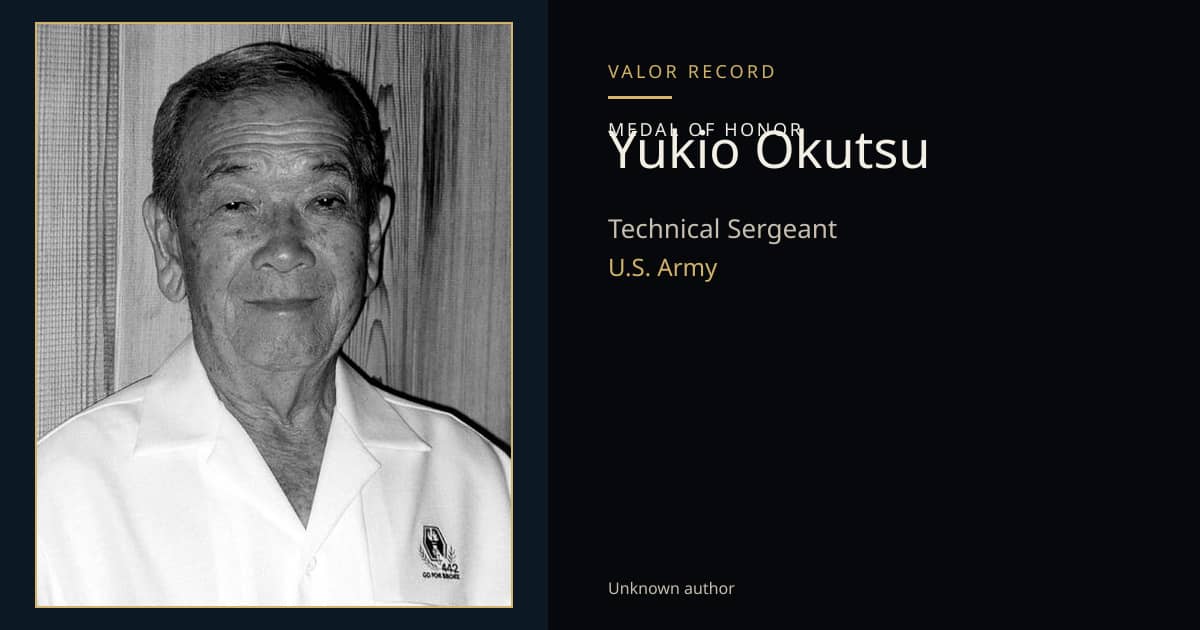 VALOR RECORD
MEDAL OF HONOR
Yukio Okutsu
Technical Sergeant
U.S. Army
442
GO FOR BROKE
Unknown author